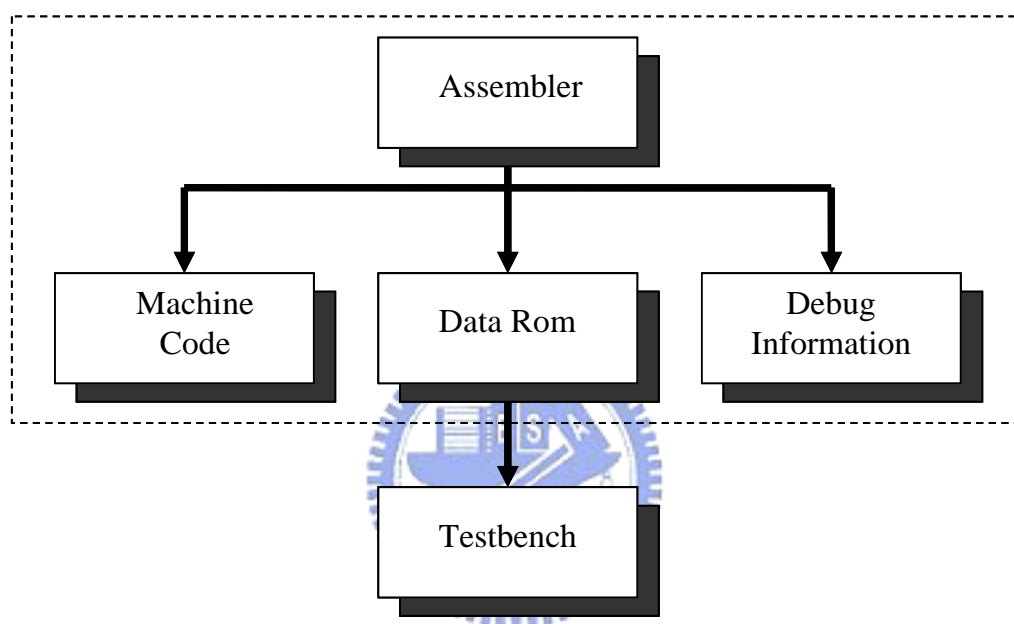 Assembler
Machine
Code
Data Rom
Debug
Information
Testbench